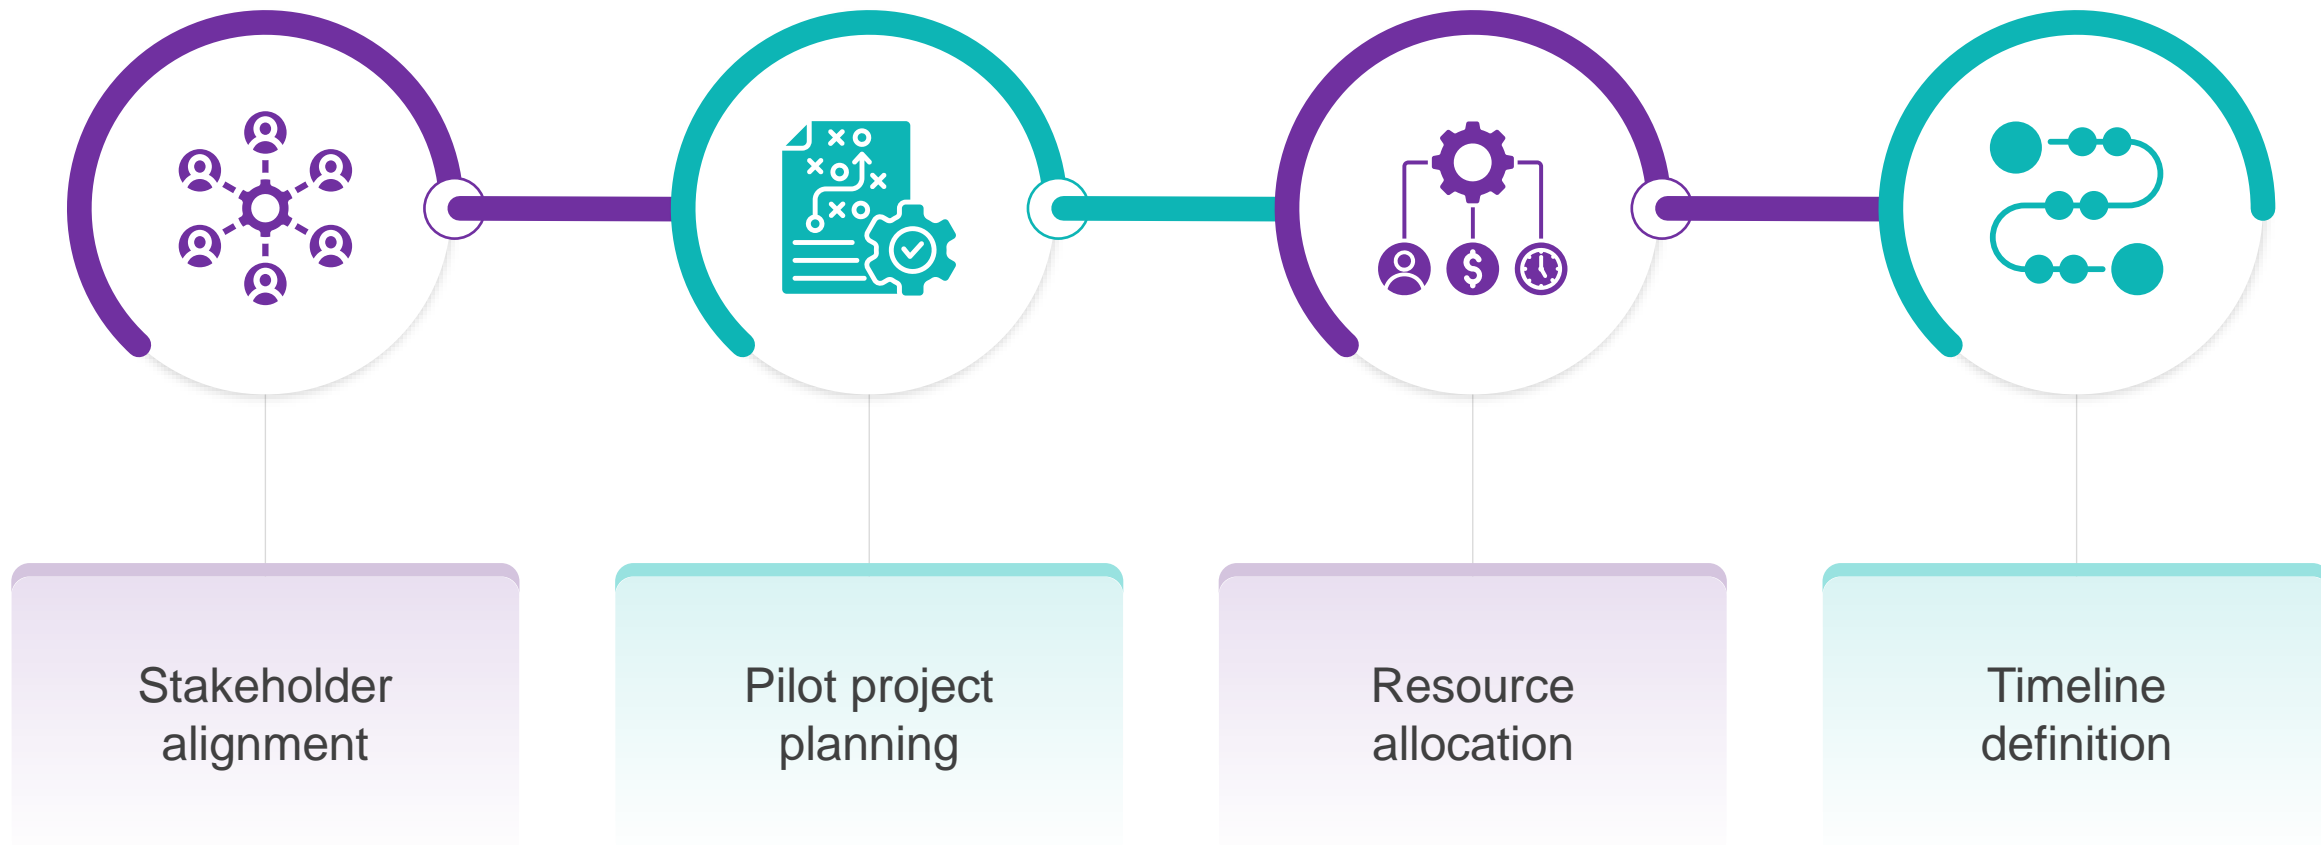 Stakeholder
alignment
Pilot project
planning
Resource
allocation
Timeline
definition